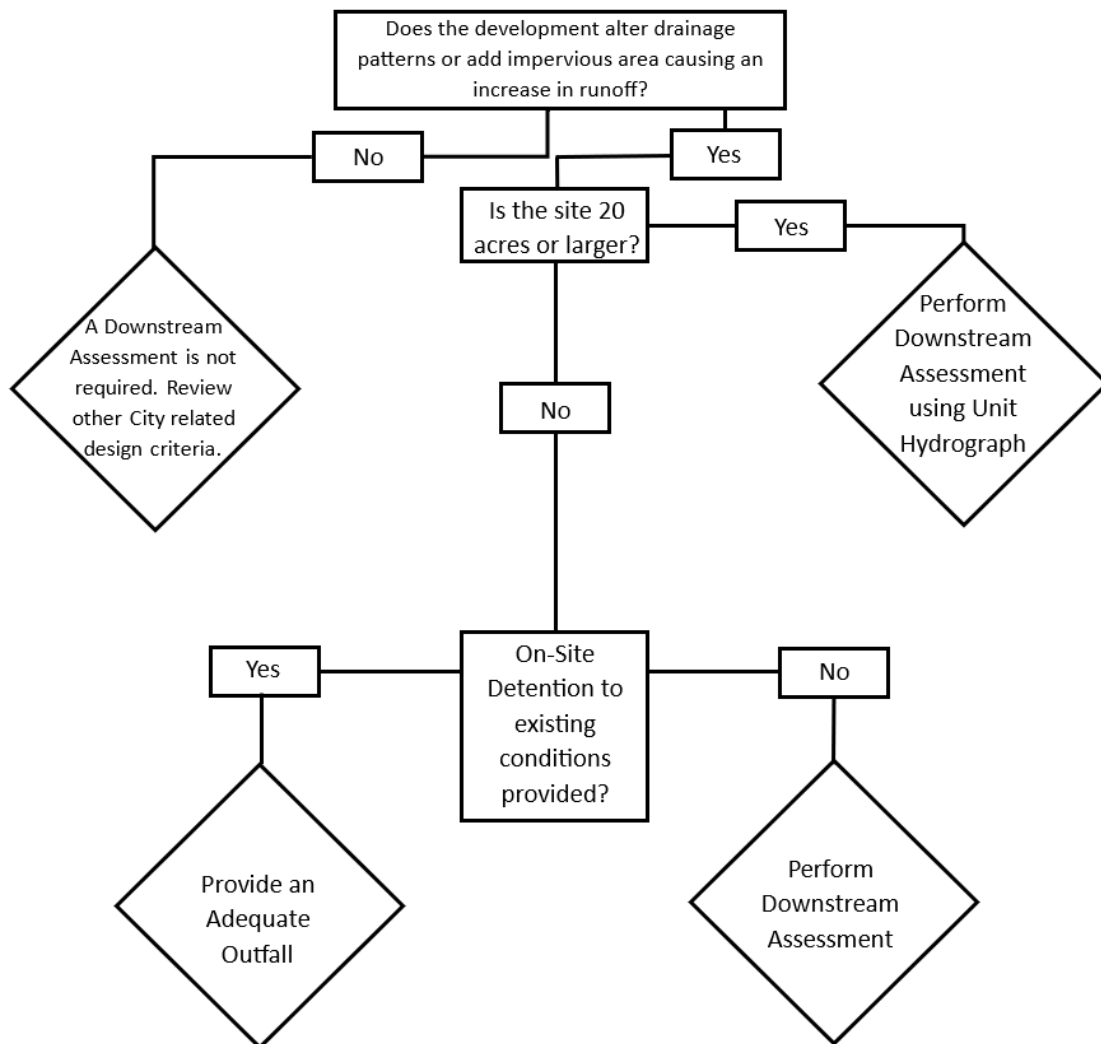 Does the development alter drainage
patterns or add impervious area causing an
increase in runoff?
No
Yes
Is the site 20
acres or larger?
Yes
A Downstream
Assessment is not
required. Review
other City related
design criteria.
Perform
Downstream
Assessment
using Unit
Hydrograph
No
On-Site
Detention to
existing
conditions
provided?
Yes
No
Provide an
Adequate
Outfall
Perform
Downstream
Assessment